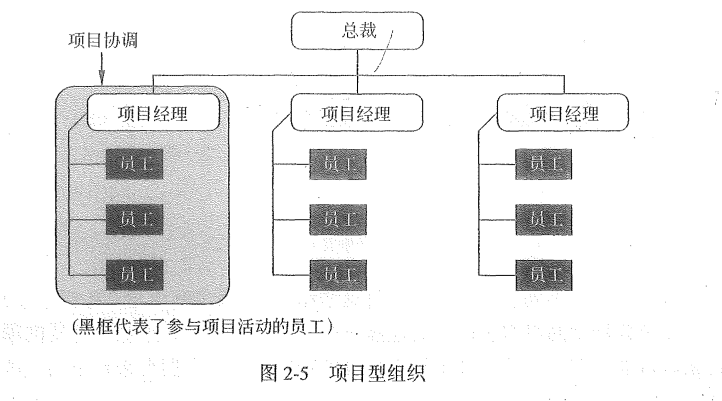 总裁
项目协调
项目经理 项目经理 项目经理
员工 员工 员工
员工 员工 员工
员工 员工 员工
(黑框代表了参与项目活动的员工)
图 2-5 项目型组织